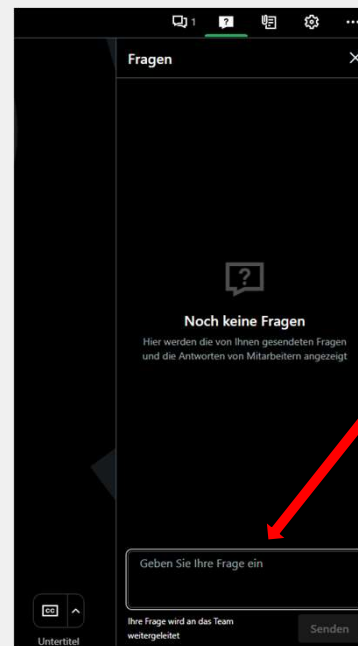 1
Fragen
Noch keine Fragen
Hier werden die von Ihnen gesendeten Fragen
und die Antworten von Mitarbeitern angezeigt
Geben Sie Ihre Frage ein
Ihre Frage wird an das Team
weitergeleitet
Senden
CC
Untertitel